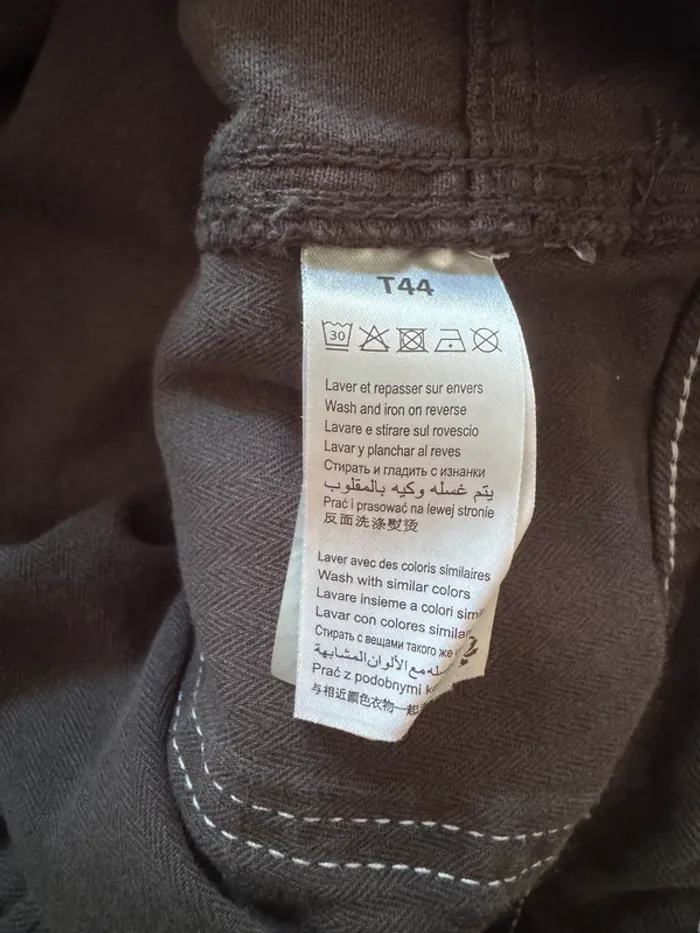 T44
30
Laver et repasser sur envers
Wash and iron on reverse
Lavare e stirare sul rovescio
Lavar y planchar al reves
Стирать и гладить с изнанки
يتم غسله وكيه بالمقلوب
Prać i prasować na lewej stronie
反面洗涤熨烫
Laver avec des coloris similaires
Wash with similar colors
Lavare insieme a colori
Lavar con colores
Стирать с вещами такого же
مع الألوان المشابهة
Prać z podobnymi
与相近颜色衣物一起